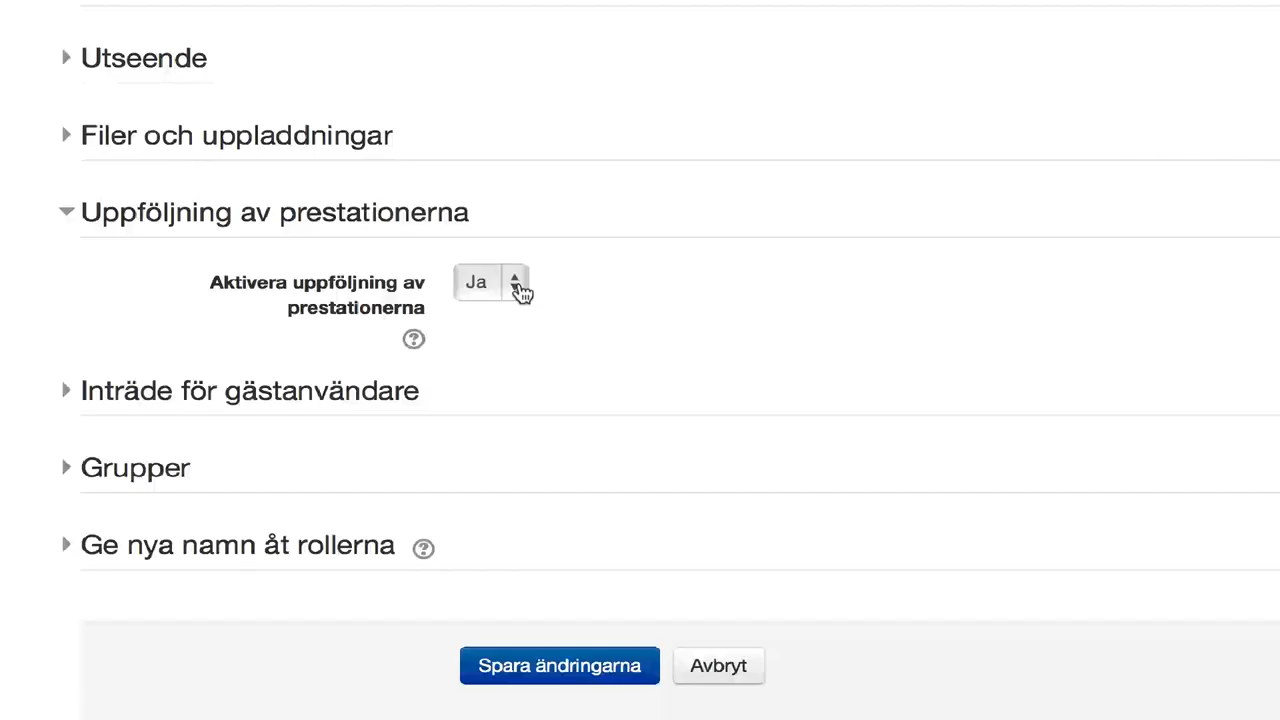 Utseende
Filer och uppladdningar
Uppföljning av prestationerna
Aktivera uppföljning av
prestationerna
Ja
?
Inträde för gästanvändare
Grupper
Ge nya namn åt rollerna ?
Spara ändringarna Avbryt